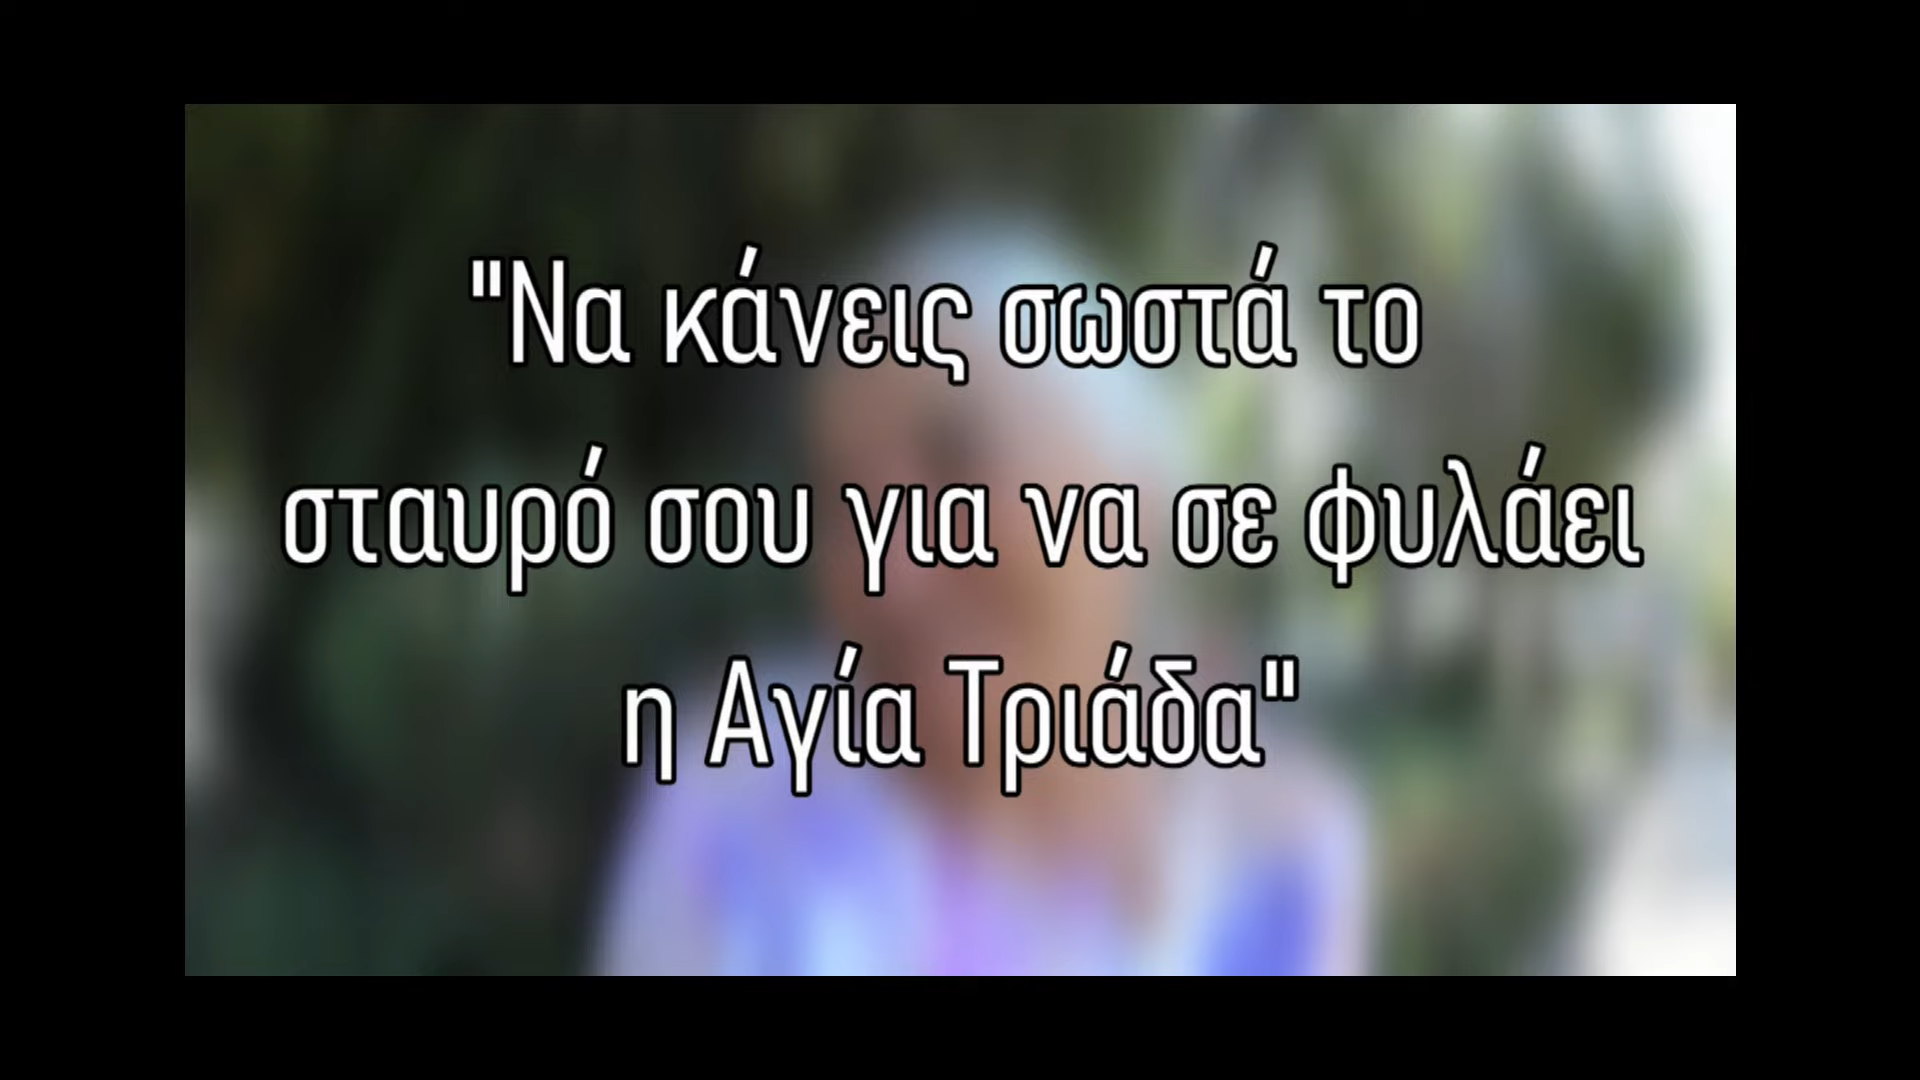 "Να κάνεις σωστά το
σταυρό σου για να σε φυλάει
η Αγία Τριάδα"